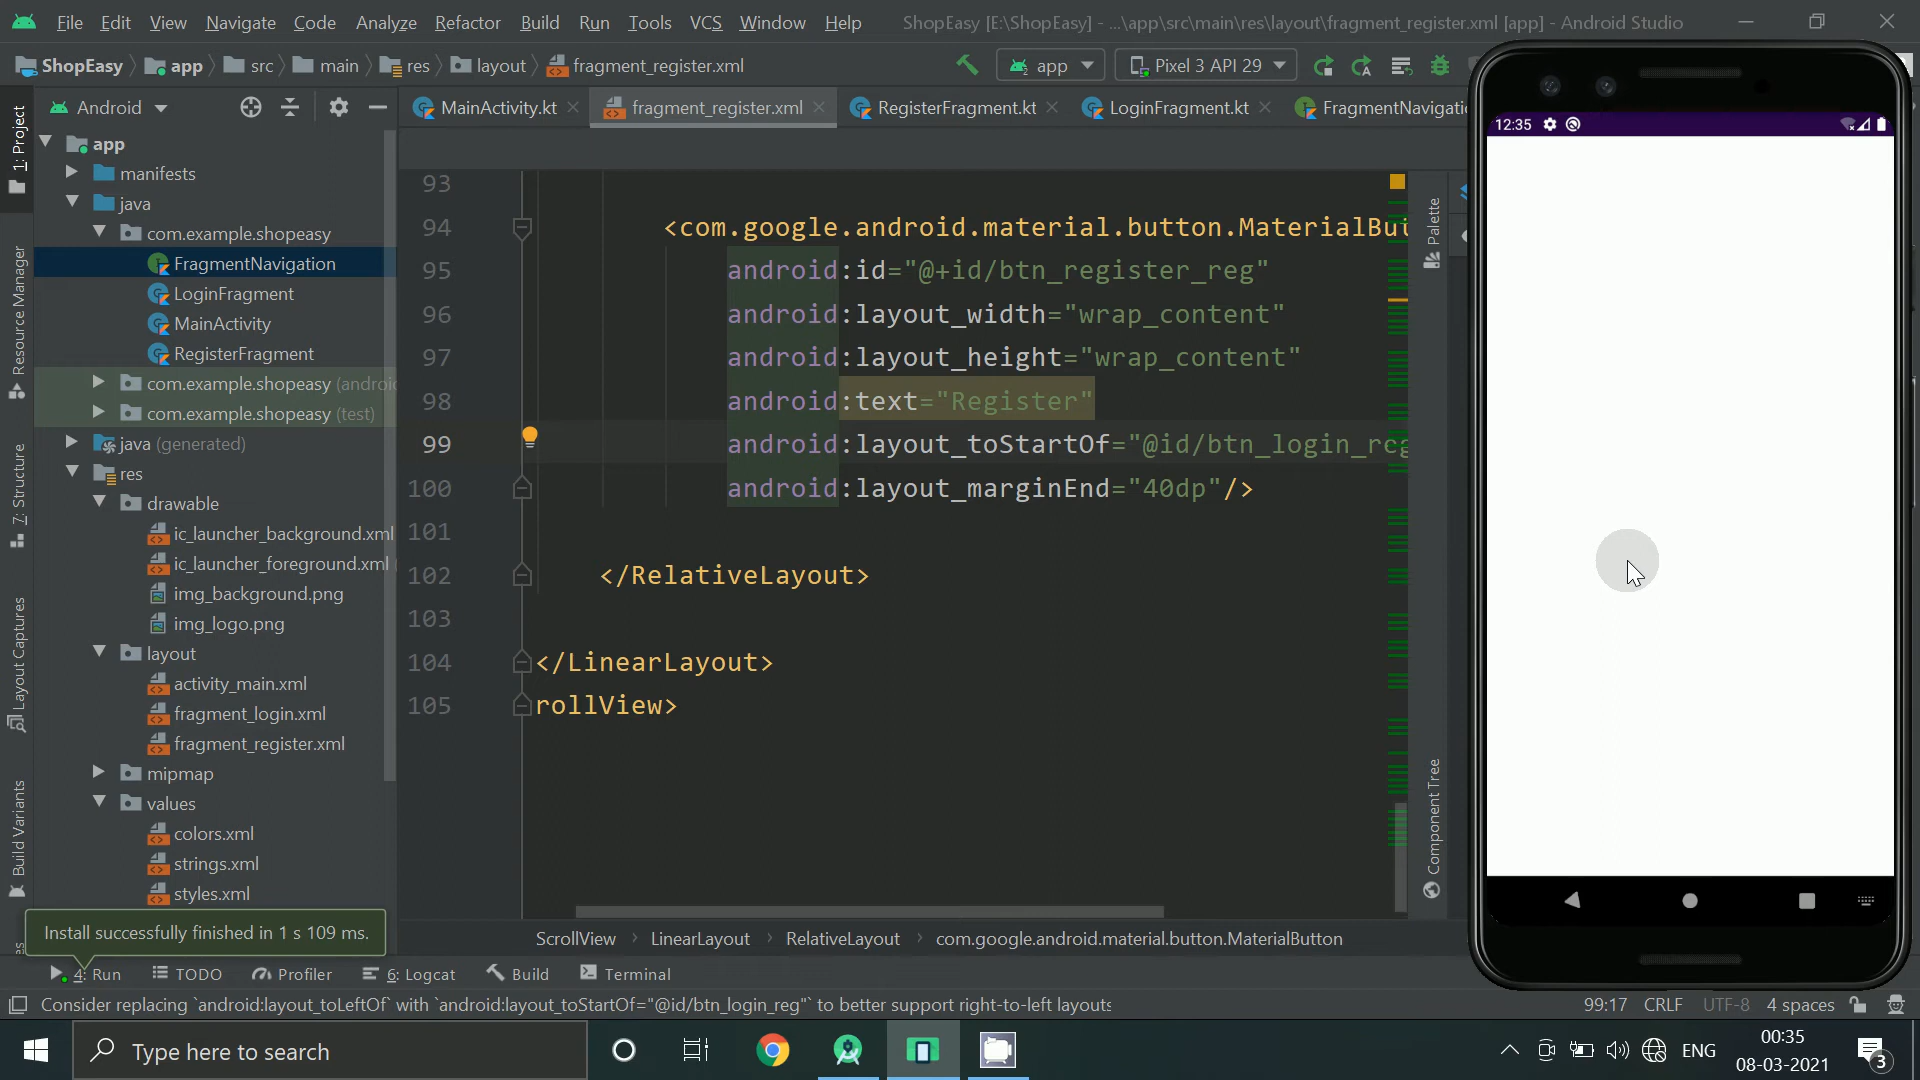 File Edit View Navigate Code Analyze Refactor Build Run Tools VCS Window Help ShopEasy [E:\ShopEasy] - ...\app\src\main\res\layout\fragment_register.xml [app] - Android Studio
ShopEasy app src main res layout fragment_register.xml app Pixel 3 API 29
Android MainActivity.kt fragment_register.xml RegisterFragment.kt LoginFragment.kt FragmentNavigatio
1: Project
Resource Manager
7: Structure
Layout Captures
Build Variants
app
manifests
java
com.example.shopeasy
FragmentNavigation
LoginFragment
MainActivity
RegisterFragment
com.example.shopeasy (androi
com.example.shopeasy (test)
java (generated)
res
drawable
ic_launcher_background.xml
ic_launcher_foreground.xml
img_background.png
img_logo.png
layout
activity_main.xml
fragment_login.xml
fragment_register.xml
mipmap
values
colors.xml
strings.xml
styles.xml
93
94 <com.google.android.material.button.MaterialBut
95 android:id="@+id/btn_register_reg"
96 android:layout_width="wrap_content"
97 android:layout_height="wrap_content"
98 android:text="Register"
99 android:layout_toStartOf="@id/btn_login_reg
100 android:layout_marginEnd="40dp"/>
101
102 </RelativeLayout>
103
104 </LinearLayout>
105 rollView>
Palette
Component Tree
12:35
ScrollView LinearLayout RelativeLayout com.google.android.material.button.MaterialButton
Install successfully finished in 1 s 109 ms.
4: Run TODO Profiler 6: Logcat Build Terminal
Consider replacing `android:layout_toLeftOf` with `android:layout_toStartOf="@id/btn_login_reg"` to better support right-to-left layouts
99:17 CRLF UTF-8 4 spaces
Type here to search
ENG
00:35
08-03-2021
3